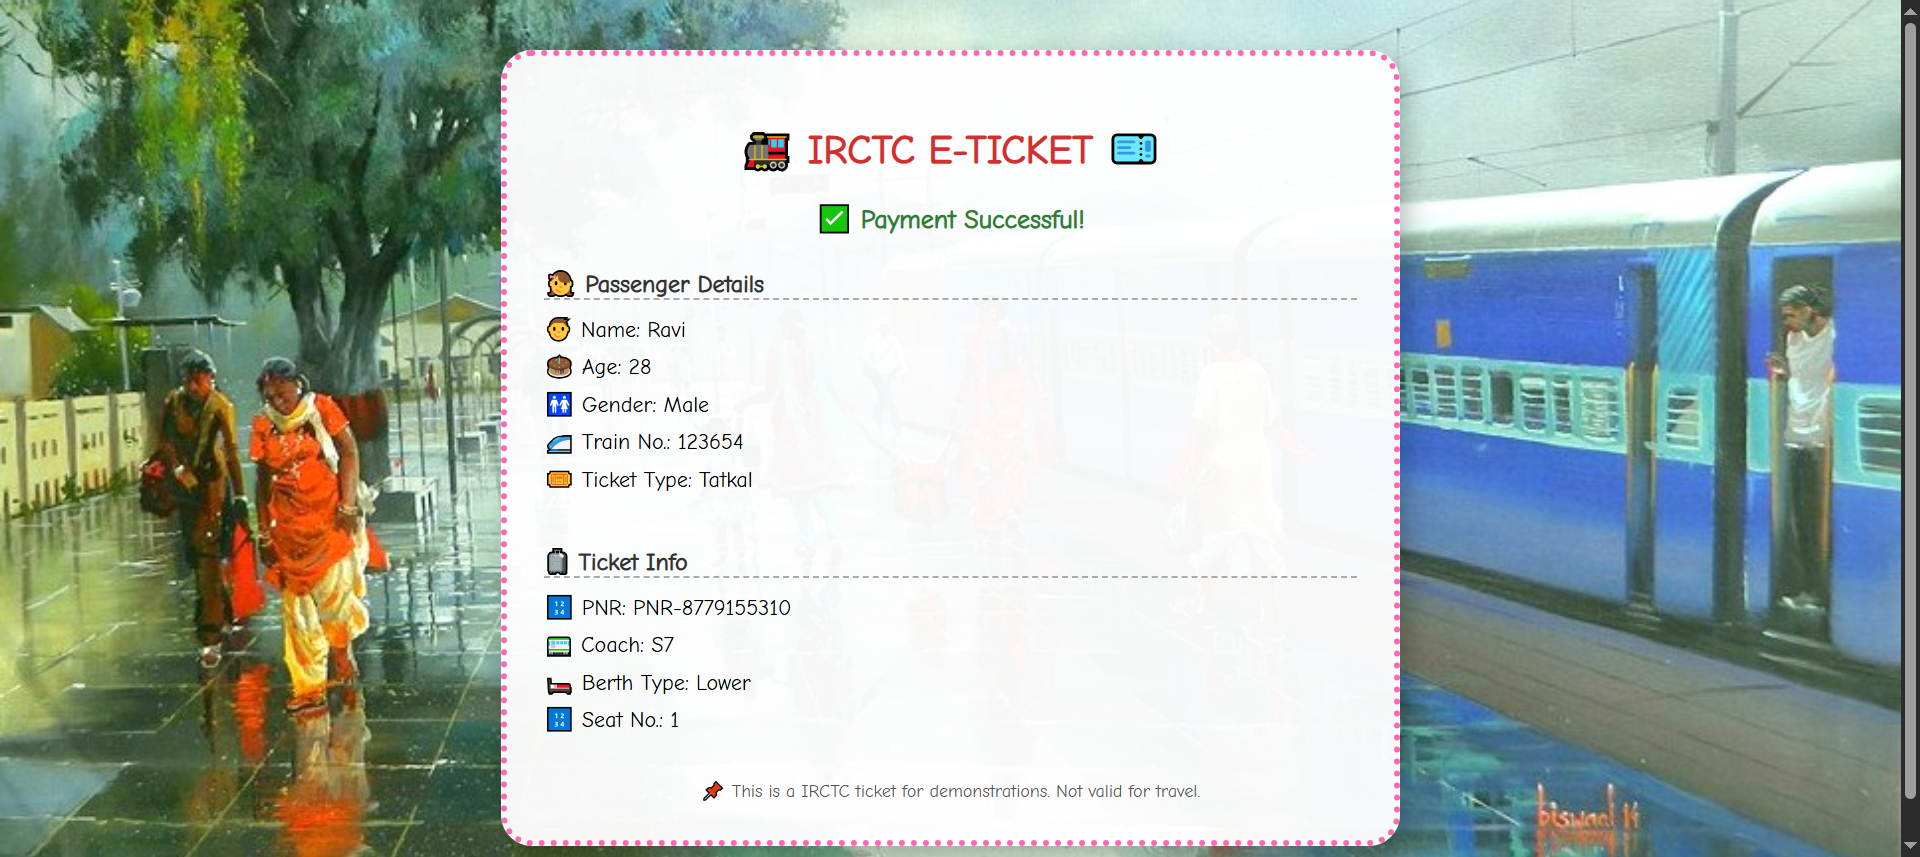 IRCTC E-TICKET
Payment Successful!
Passenger Details
Name: Ravi
Age: 28
Gender: Male
Train No.: 123654
Ticket Type: Tatkal
Ticket Info
PNR: PNR-8779155310
Coach: S7
Berth Type: Lower
Seat No.: 1
This is a IRCTC ticket for demonstrations. Not valid for travel.
biswaal 14